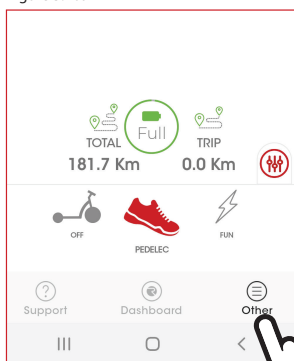 Full
TOTAL TRIP
181.7 Km 0.0 Km
OFF PEDELEC FUN
Support Dashboard Other